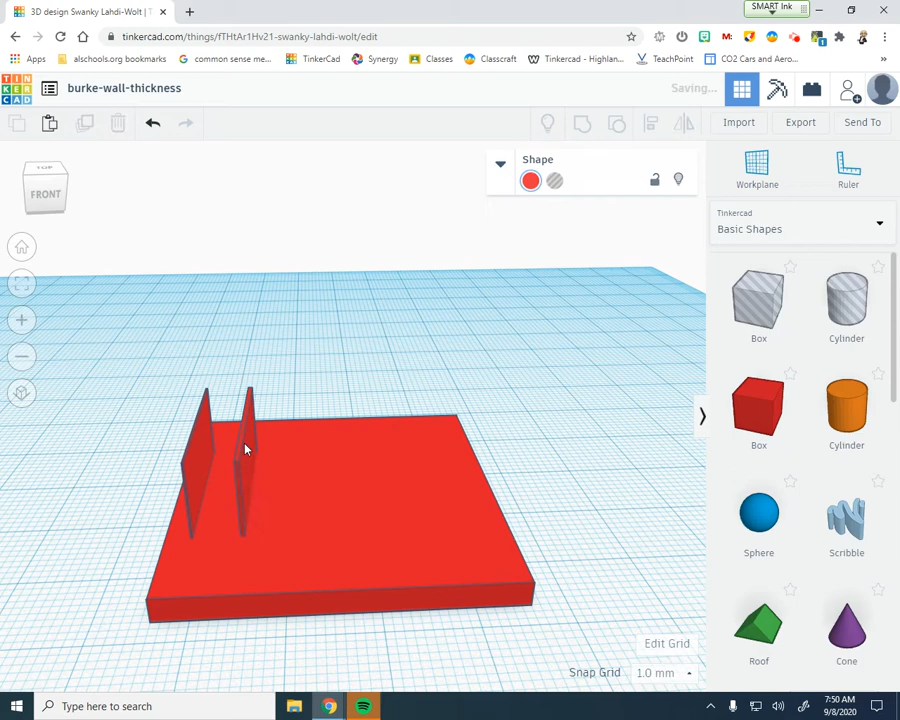 SMART Ink
3D design Swanky Lahdi-Wolt | T
tinkercad.com/things/fTHtAr1Hv21-swanky-lahdi-wolt/edit
Apps
alschools.org bookmarks
common sense me...
TinkerCad
Synergy
Classes
Classcraft
Tinkercad - Highlan...
TeachPoint
CO2 Cars and Aero...
»
TIN
KER
CAD
burke-wall-thickness
Saving...
Import
Export
Send To
TOP
FRONT
Shape
Workplane
Ruler
Tinkercad
Basic Shapes
Box
Cylinder
Box
Cylinder
Sphere
Scribble
Roof
Cone
Edit Grid
Snap Grid
1.0 mm
Type here to search
7:50 AM
9/8/2020